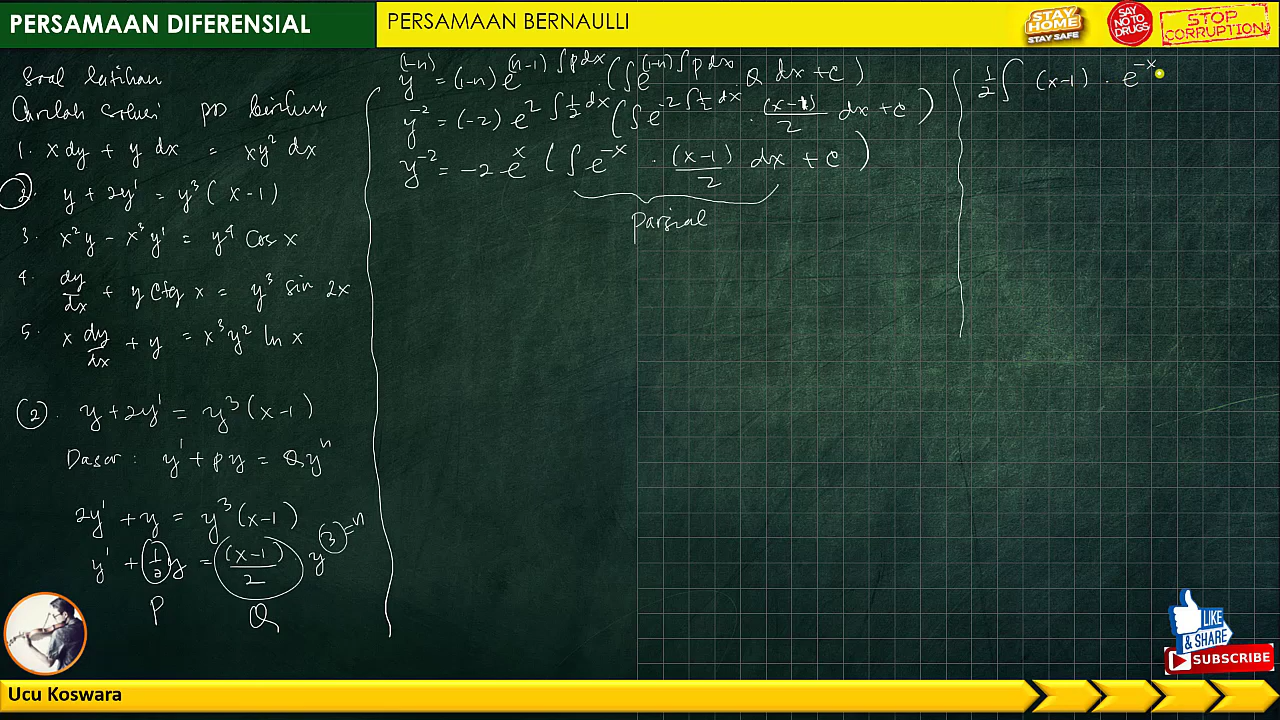 PERSAMAAN DIFERENSIAL
PERSAMAAN BERNAULLI
STAY HOME
STAY SAFE
SAY NO TO DRUGS
STOP CORRUPTION!
Soal latihan
Carilah solusi PD berikut
1. x dy + y dx = xy² dx
2. y + 2y' = y³ (x-1)
3. x²y - x³y' = y⁴ Cos x
4. dy/dx + y Ctg x = y³ sin 2x
5. x dy/dx + y = x³y² ln x
(2). y + 2y' = y³ (x-1)
Dasar : y' + Py = Qyⁿ
2y' + y = y³ (x-1)
y' + (1/2)y = (x-1)/2 y³ = n
P Q
y^(1-n) = (1-n) e^((n-1) ∫P dx) (∫e^((1-n) ∫P dx) Q dx + C)
y⁻² = (-2) e^(2 ∫ 1/2 dx) (∫e^(-2 ∫ 1/2 dx) . (x-1)/2 dx + C)
y⁻² = -2 eˣ (∫e⁻ˣ . (x-1)/2 dx + C)
Parsial
1/2 ∫ (x-1) . e⁻ˣ
LIKE & SHARE
SUBSCRIBE
Ucu Koswara